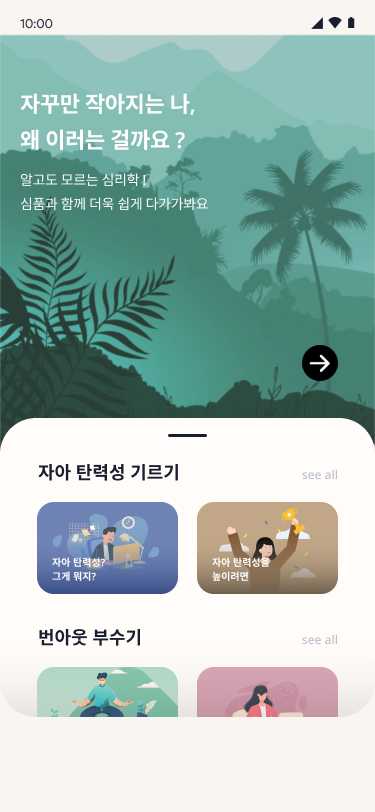 10:00
자꾸만 작아지는 나,
왜 이러는 걸까요 ?
알고도 모르는 심리학 !
심품과 함께 더욱 쉽게 다가가봐요
자아 탄력성 기르기
see all
자아 탄력성?
그게 뭐지?
자아 탄력성을
높이려면
번아웃 부수기
see all